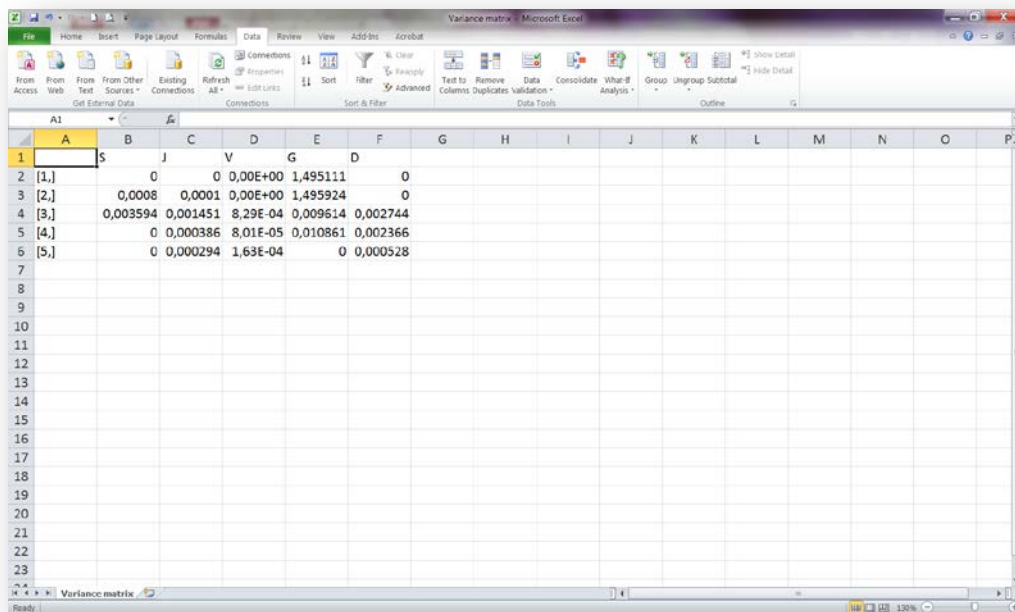 Variance matrix - Microsoft Excel
File Home Insert Page Layout Formulas Data Review View Add-Ins Acrobat
From Access From Web From Text From Other Sources Existing Connections Refresh All Connections Properties Edit Links Sort Filter Clear Reapply Advanced Text to Columns Remove Duplicates Data Validation Consolidate What-If Analysis Group Ungroup Subtotal Show Detail Hide Detail
Get External Data Connections Sort & Filter Data Tools Outline
A1 fx
A B C D E F G H I J K L M N O P
1 S J V G D
2 [1,] 0 0 0,00E+00 1,495111 0
3 [2,] 0,0008 0,0001 0,00E+00 1,495924 0
4 [3,] 0,003594 0,001451 8,29E-04 0,009614 0,002744
5 [4,] 0 0,000386 8,01E-05 0,010861 0,002366
6 [5,] 0 0,000294 1,63E-04 0 0,000528
7
8
9
10
11
12
13
14
15
16
17
18
19
20
21
22
23
Variance matrix
Ready 130%